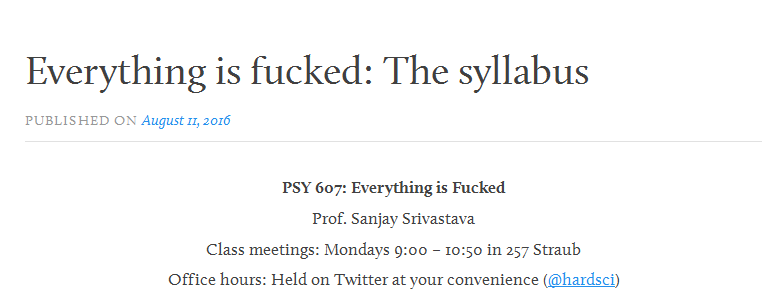 Everything is fucked: The syllabus
PUBLISHED ON August 11, 2016
PSY 607: Everything is Fucked
Prof. Sanjay Srivastava
Class meetings: Mondays 9:00 – 10:50 in 257 Straub
Office hours: Held on Twitter at your convenience (@hardsci)